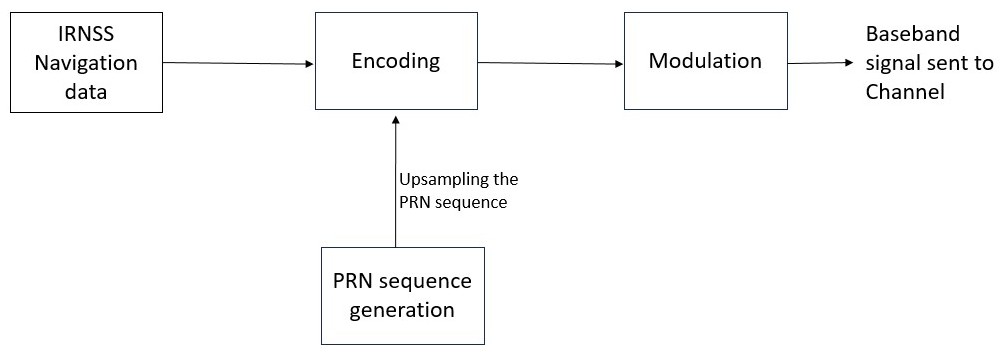 IRNSS
Navigation
data
Encoding
Modulation
Baseband
signal sent to
Channel
Upsampling the
PRN sequence
PRN sequence
generation